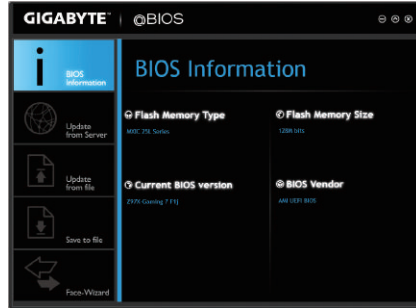 GIGABYTE™ @BIOS
BIOS Information
BIOS information
Flash Memory Type
Flash Memory Size
MXIC 25L Series
128M bits
Update from Server
Update from file
Current BIOS version
BIOS Vendor
Z97X-Gaming 7 F1j
AMI UEFI BIOS
Save to file
Face-Wizard